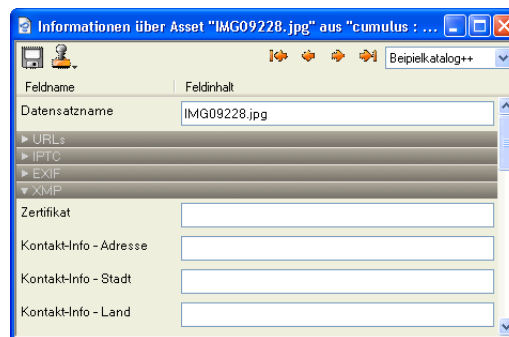 Informationen über Asset "IMG09228.jpg" aus "cumulus : ...
Beipielkatalog++
Feldname Feldinhalt
Datensatzname IMG09228.jpg
URLs
IPTC
EXIF
XMP
Zertifikat
Kontakt-Info - Adresse
Kontakt-Info - Stadt
Kontakt-Info - Land